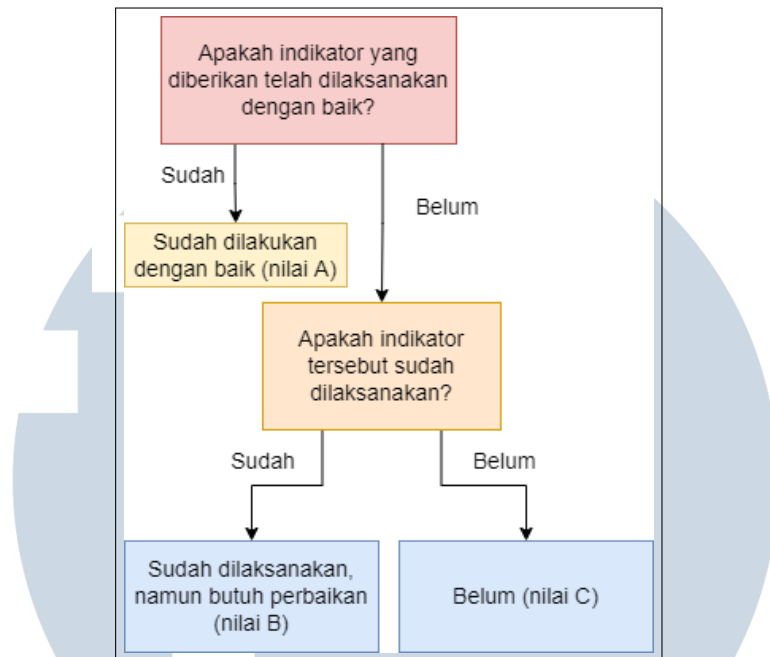 Apakah indikator yang
diberikan telah dilaksanakan
dengan baik?
Sudah
Belum
Sudah dilakukan
dengan baik (nilai A)
Apakah indikator
tersebut sudah
dilaksanakan?
Sudah
Belum
Sudah dilaksanakan,
namun butuh perbaikan
(nilai B)
Belum (nilai C)